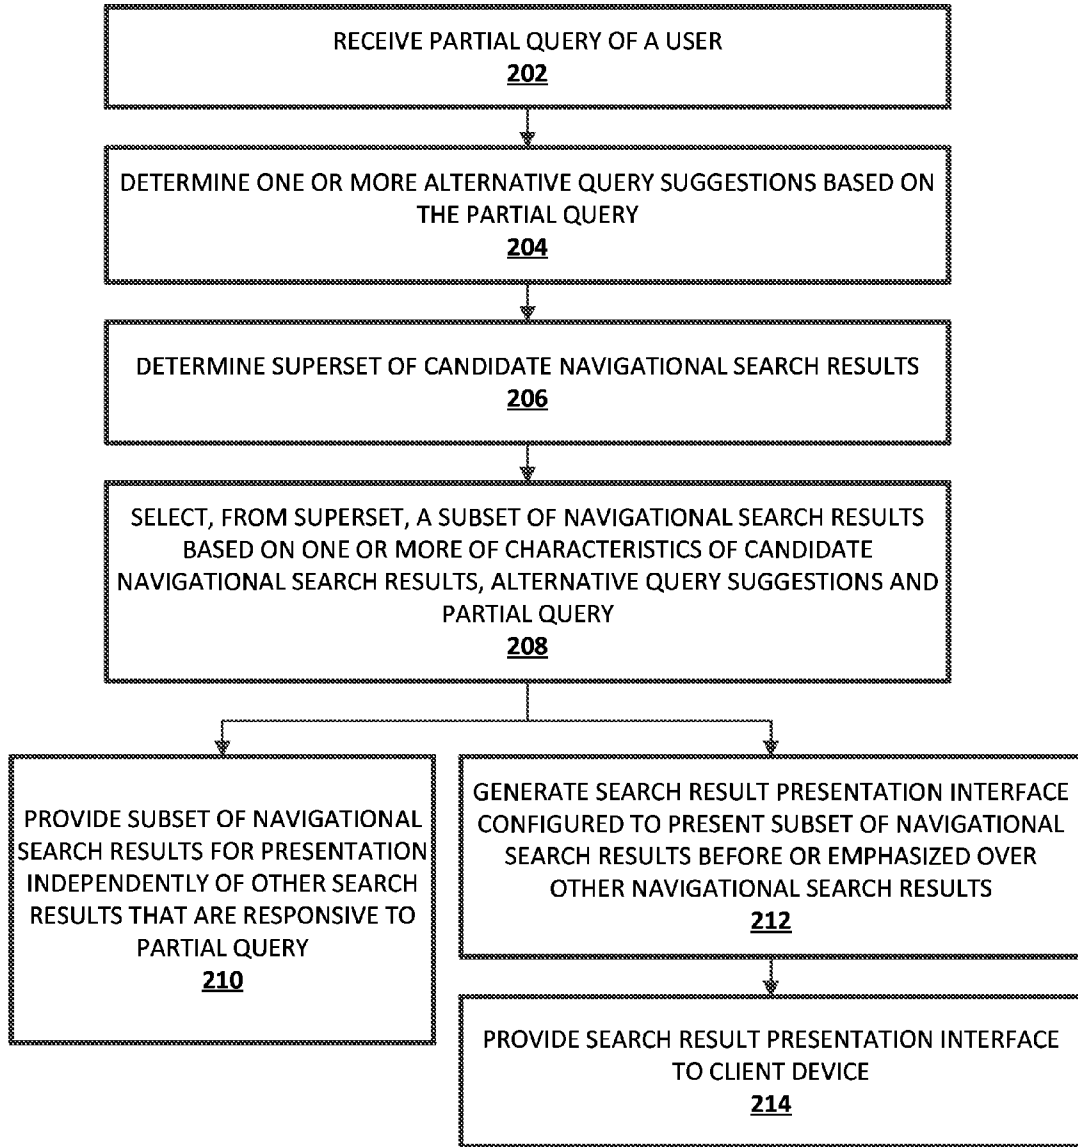 RECEIVE PARTIAL QUERY OF A USER
202
DETERMINE ONE OR MORE ALTERNATIVE QUERY SUGGESTIONS BASED ON
THE PARTIAL QUERY
204
DETERMINE SUPERSET OF CANDIDATE NAVIGATIONAL SEARCH RESULTS
206
SELECT, FROM SUPERSET, A SUBSET OF NAVIGATIONAL SEARCH RESULTS
BASED ON ONE OR MORE OF CHARACTERISTICS OF CANDIDATE
NAVIGATIONAL SEARCH RESULTS, ALTERNATIVE QUERY SUGGESTIONS AND
PARTIAL QUERY
208
PROVIDE SUBSET OF NAVIGATIONAL
SEARCH RESULTS FOR PRESENTATION
INDEPENDENTLY OF OTHER SEARCH
RESULTS THAT ARE RESPONSIVE TO
PARTIAL QUERY
210
GENERATE SEARCH RESULT PRESENTATION INTERFACE
CONFIGURED TO PRESENT SUBSET OF NAVIGATIONAL
SEARCH RESULTS BEFORE OR EMPHASIZED OVER
OTHER NAVIGATIONAL SEARCH RESULTS
212
PROVIDE SEARCH RESULT PRESENTATION INTERFACE
TO CLIENT DEVICE
214